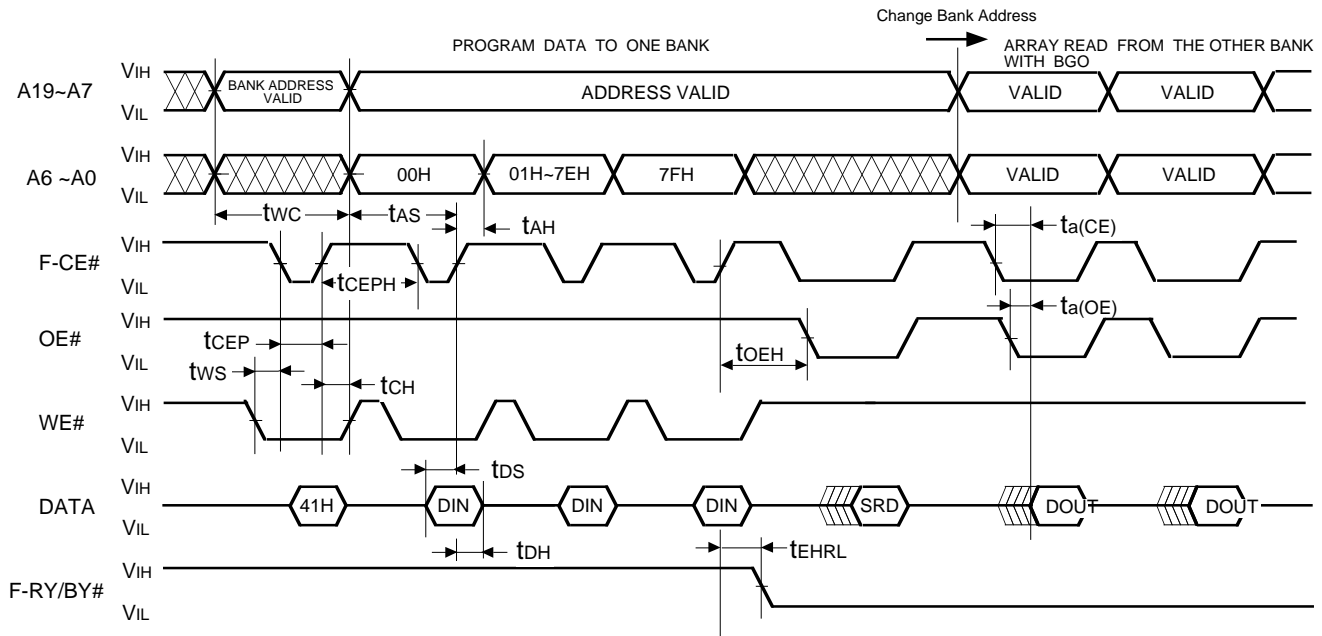 Change Bank Address
PROGRAM DATA TO ONE BANK
ARRAY READ FROM THE OTHER BANK
WITH BGO
A19~A7
VIH
VIL
BANK ADDRESS
VALID
ADDRESS VALID
VALID
VALID
A6 ~A0
VIH
VIL
00H
01H~7EH
7FH
VALID
VALID
tWC
tAS
tAH
ta(CE)
F-CE#
VIH
VIL
tCEPH
ta(OE)
OE#
VIH
VIL
tCEP
tOEH
tWS
tCH
WE#
VIH
VIL
tDS
DATA
VIH
VIL
41H
DIN
DIN
DIN
SRD
DOUT
DOUT
tDH
tEHRL
F-RY/BY#
VIH
VIL